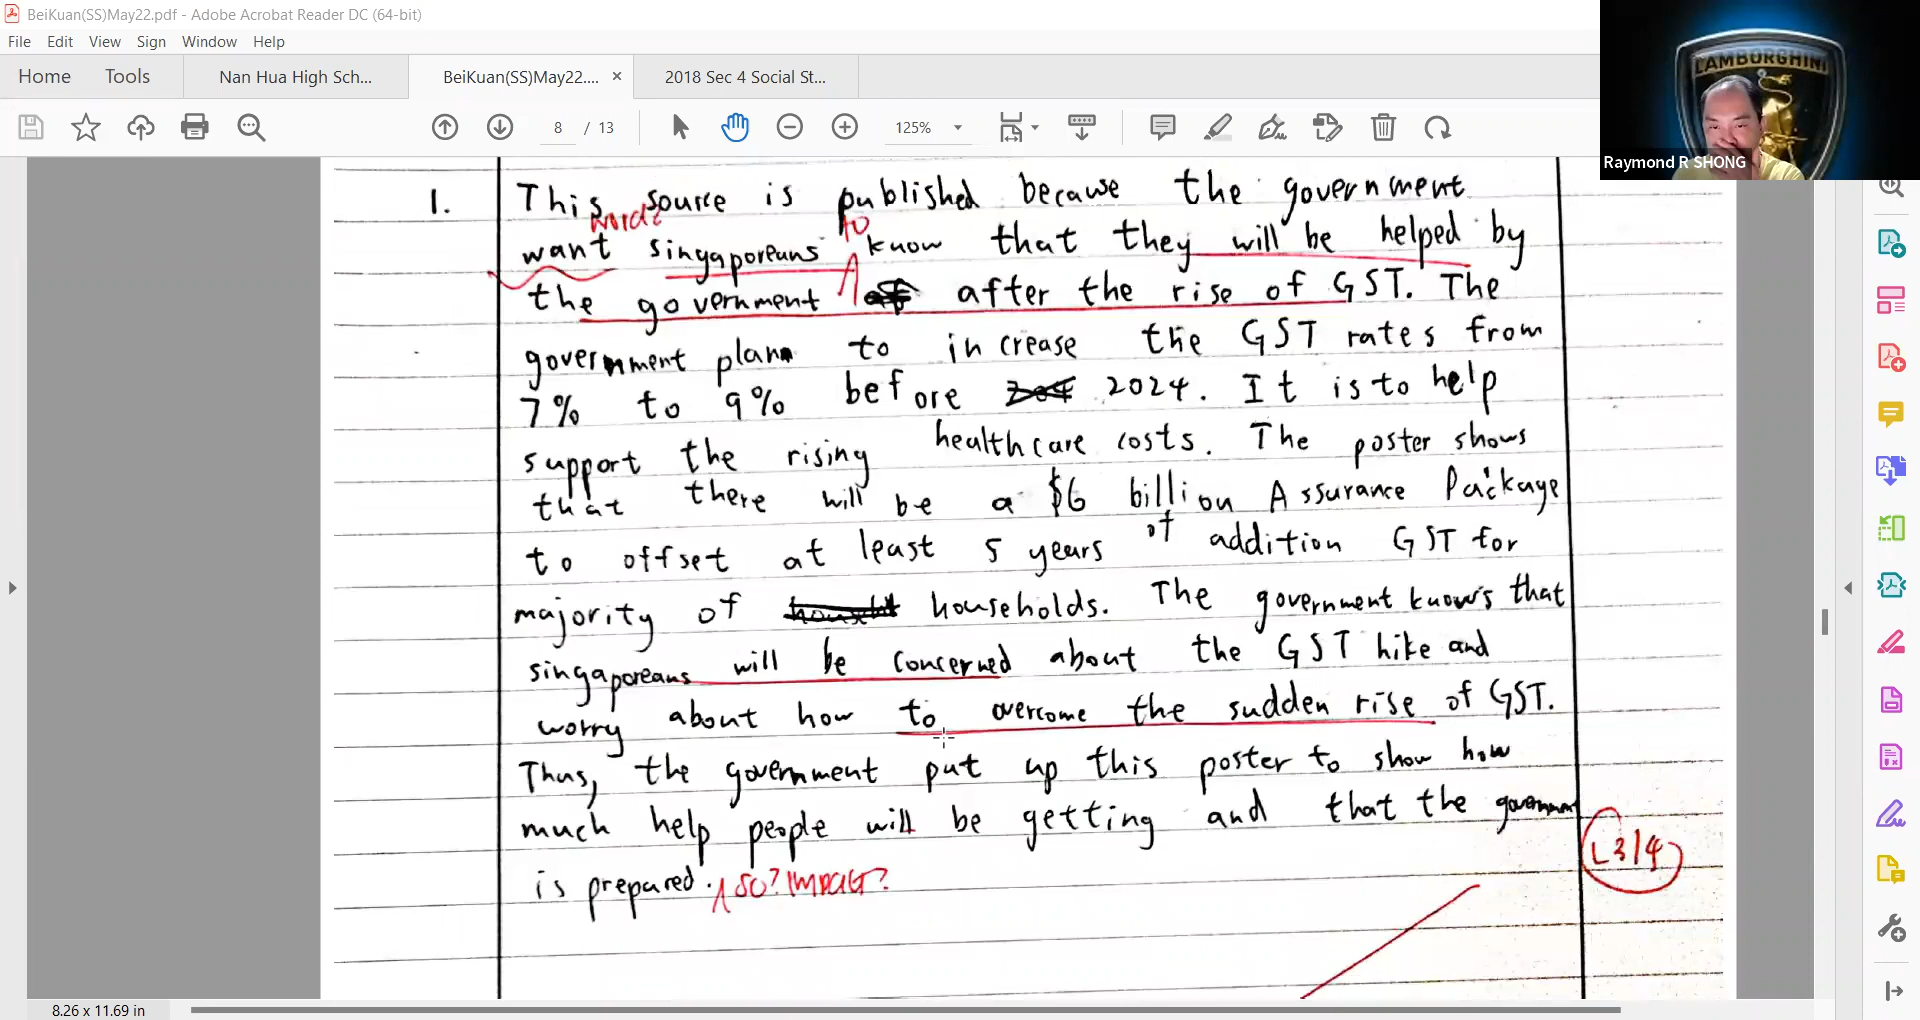 BeiKuan(SS)May22.pdf - Adobe Acrobat Reader DC (64-bit)
File Edit View Sign Window Help
Home Tools Nan Hua High Sch... BeiKuan(SS)May22.... × 2018 Sec 4 Social St...
8 / 13 125%
LAMBORGHINI
Raymond R SHONG
1. This source is published because the government
word?
to
want singaporeans know that they will be helped by
the government after the rise of GST. The
government plan to increase the GST rates from
7% to 9% before 2024. It is to help
support the rising healthcare costs. The poster shows
that there will be a $6 billion Assurance Package
to offset at least 5 years of addition GST for
majority of households. The government knows that
singaporeans will be concerned about the GST hike and
worry about how to overcome the sudden rise of GST.
Thus, the government put up this poster to show how
much help people will be getting and that the government
is prepared. so? IMPACT?
L3/4
8.26 x 11.69 in